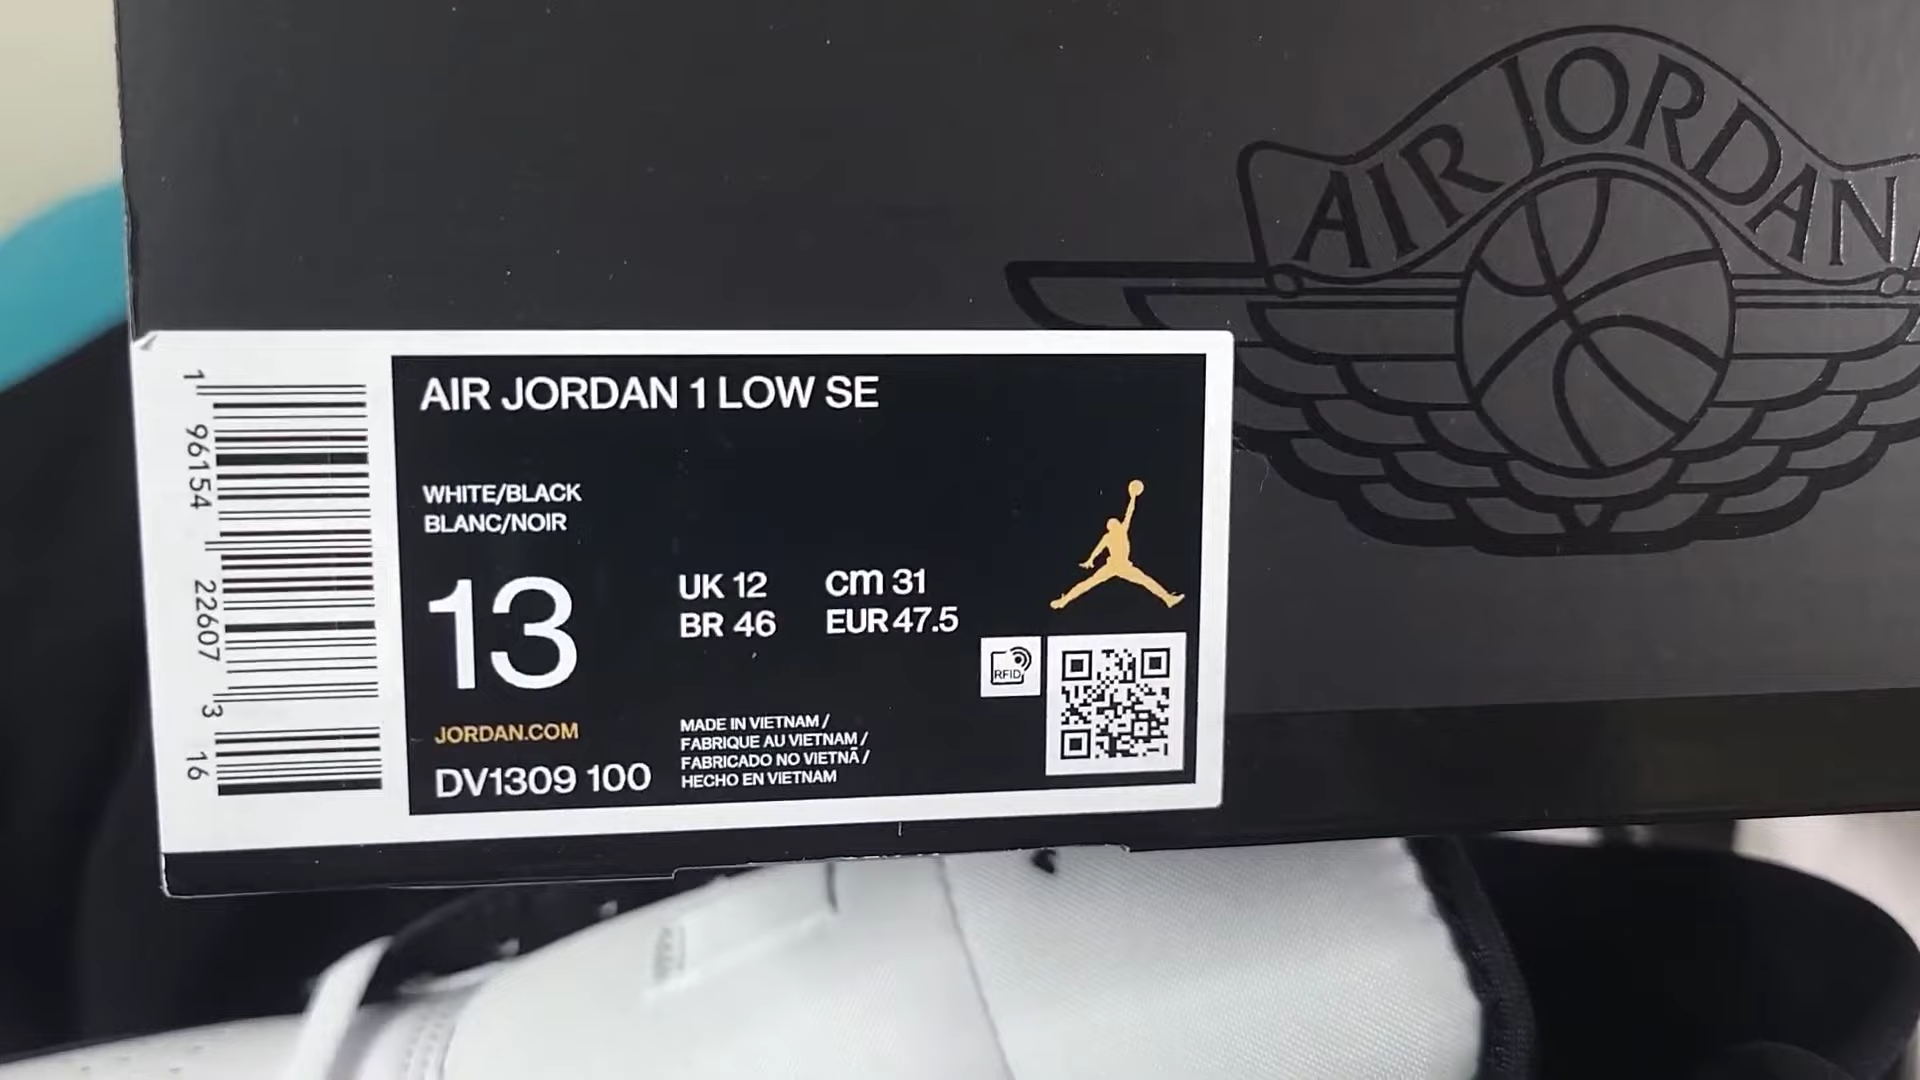 AIR JORDAN
AIR JORDAN 1 LOW SE
WHITE/BLACK
BLANC/NOIR
13
UK 12
cm 31
BR 46
EUR 47.5
RFID
JORDAN.COM
DV1309 100
MADE IN VIETNAM /
FABRIQUE AU VIETNAM /
FABRICADO NO VIETNÃ /
HECHO EN VIETNAM
1 96154 22607 3 16